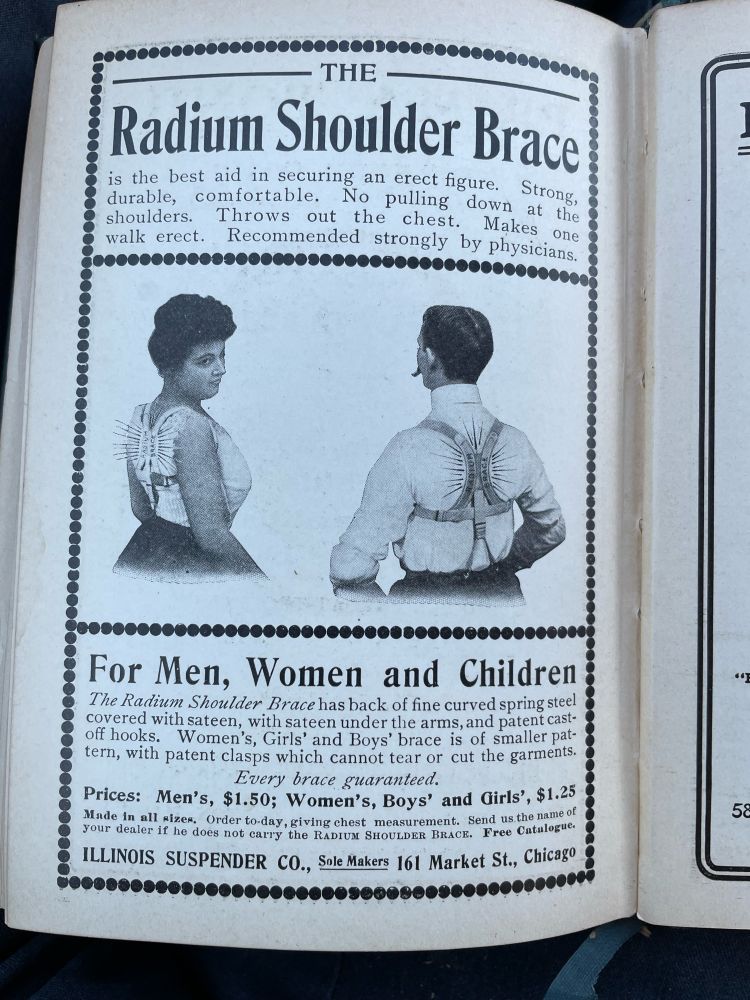 THE
Radium Shoulder Brace
is the best aid in securing an erect figure. Strong,
durable, comfortable. No pulling down at the
shoulders. Throws out the chest. Makes one
walk erect. Recommended strongly by physicians.
RADIUM
BRACE
RADIUM
BRACE
For Men, Women and Children
The Radium Shoulder Brace has back of fine curved spring steel
covered with sateen, with sateen under the arms, and patent cast-
off hooks. Women's, Girls' and Boys' brace is of smaller pat-
tern, with patent clasps which cannot tear or cut the garments.
Every brace guaranteed.
Prices: Men's, $1.50; Women's, Boys' and Girls', $1.25
Made in all sizes. Order to-day, giving chest measurement. Send us the name of
your dealer if he does not carry the RADIUM SHOULDER BRACE. Free Catalogue.
ILLINOIS SUSPENDER CO., Sole Makers 161 Market St., Chicago
58